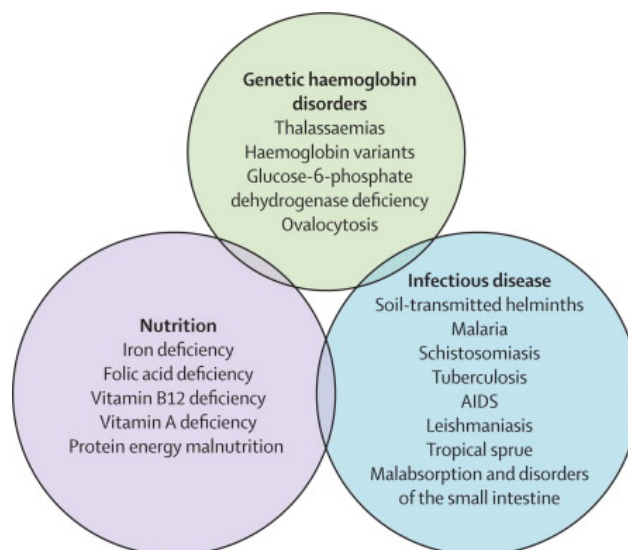 Genetic haemoglobin
disorders
Thalassaemias
Haemoglobin variants
Glucose-6-phosphate
dehydrogenase deficiency
Ovalocytosis
Nutrition
Iron deficiency
Folic acid deficiency
Vitamin B12 deficiency
Vitamin A deficiency
Protein energy malnutrition
Infectious disease
Soil-transmitted helminths
Malaria
Schistosomiasis
Tuberculosis
AIDS
Leishmaniasis
Tropical sprue
Malabsorption and disorders
of the small intestine